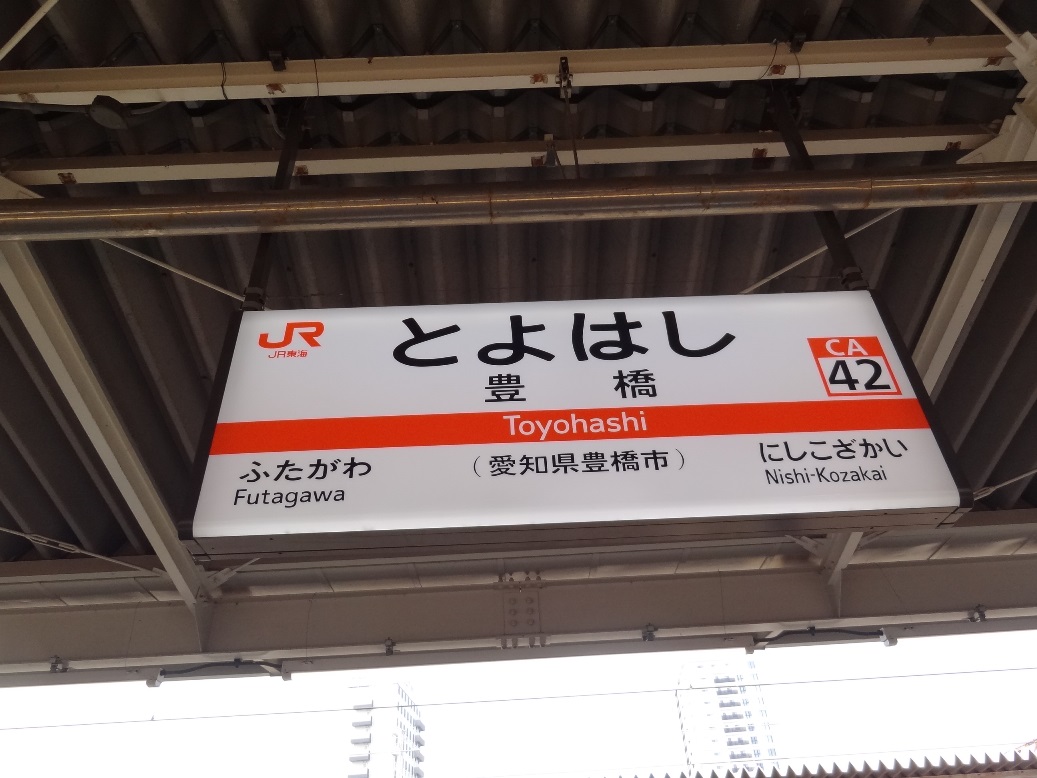 JR
JR東海
とよはし
豊橋
CA
42
Toyohashi
ふたがわ
Futagawa
（愛知県豊橋市）
にしこざかい
Nishi-Kozakai